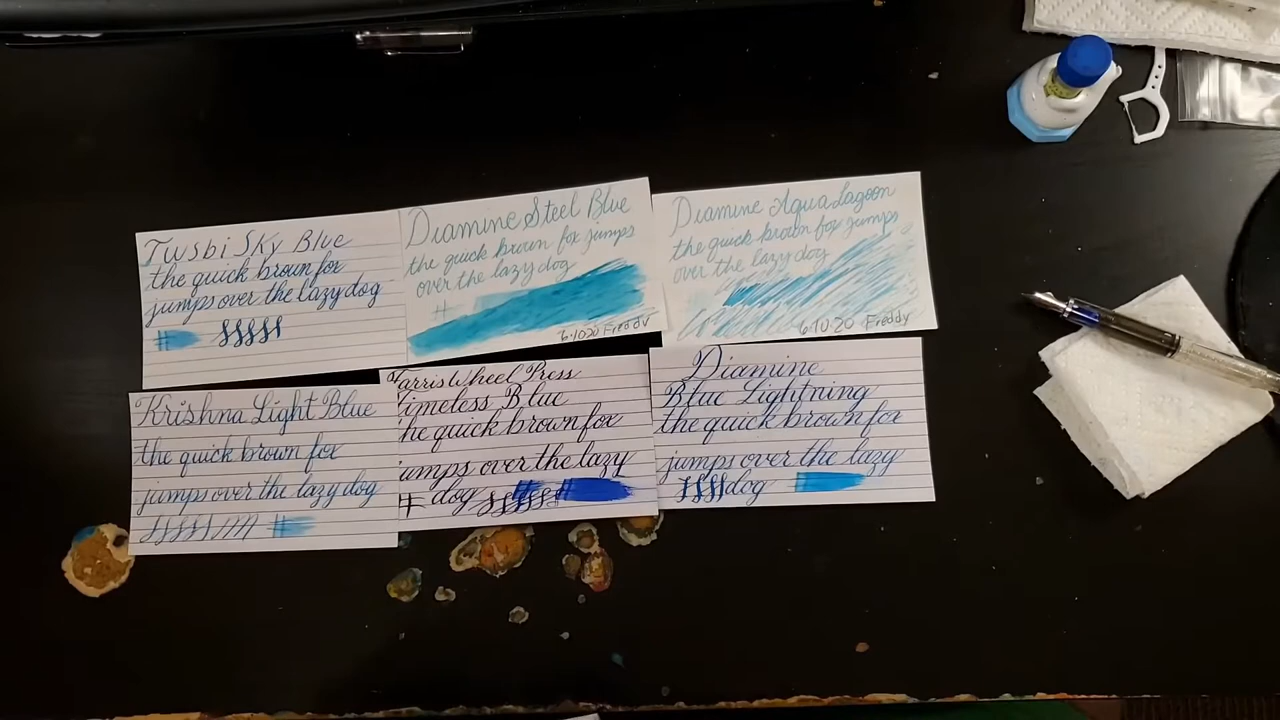 Twsbi Sky Blue
the quick brown fox
jumps over the lazy dog
Diamine Steel Blue
the quick brown fox jumps
over the lazy dog
6·10·20 Freddy
Diamine Aqua Lagoon
the quick brown fox jumps
over the lazy dog
6·10·20 Freddy
Krishna Light Blue
the quick brown fox
jumps over the lazy dog
Farris Wheel Press
Timeless Blue
the quick brown fox
jumps over the lazy
dog
Diamine
Blue Lightning
the quick brown fox
jumps over the lazy
dog